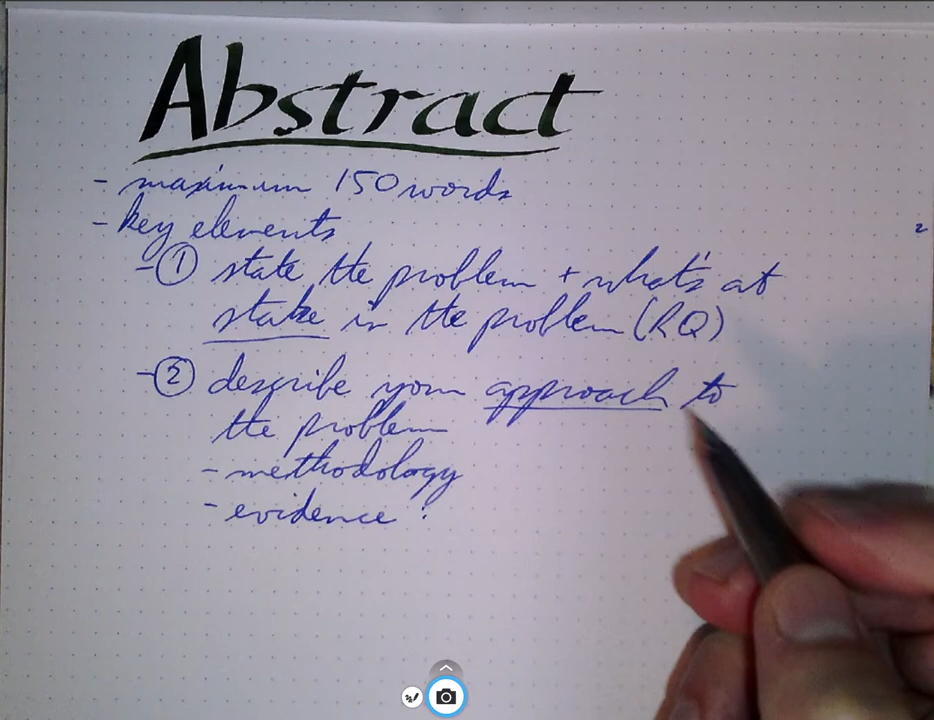 Abstract
- maximum 150 words
- key elements
2
- ① state the problem + what's at
stake in the problem (RQ)
- ② describe your approach to
the problem
- methodology
- evidence ?